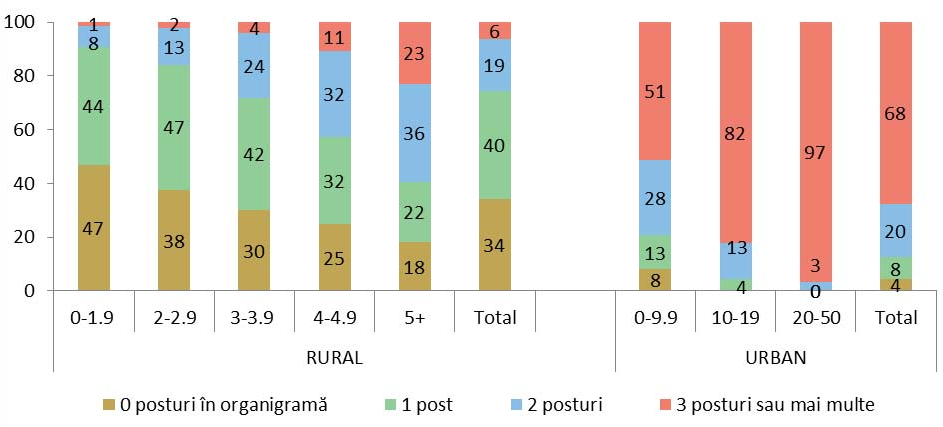 100
80
60
40
20
0
1 2 4 11 23 6 51 82 97 68
8 13 24 32 36 19 28 13 3 20
44 47 42 32 22 40 13 4 0 8
47 38 30 25 18 34 8 4
0-1.9 2-2.9 3-3.9 4-4.9 5+ Total 0-9.9 10-19 20-50 Total
RURAL URBAN
0 posturi în organigramă 1 post 2 posturi 3 posturi sau mai multe